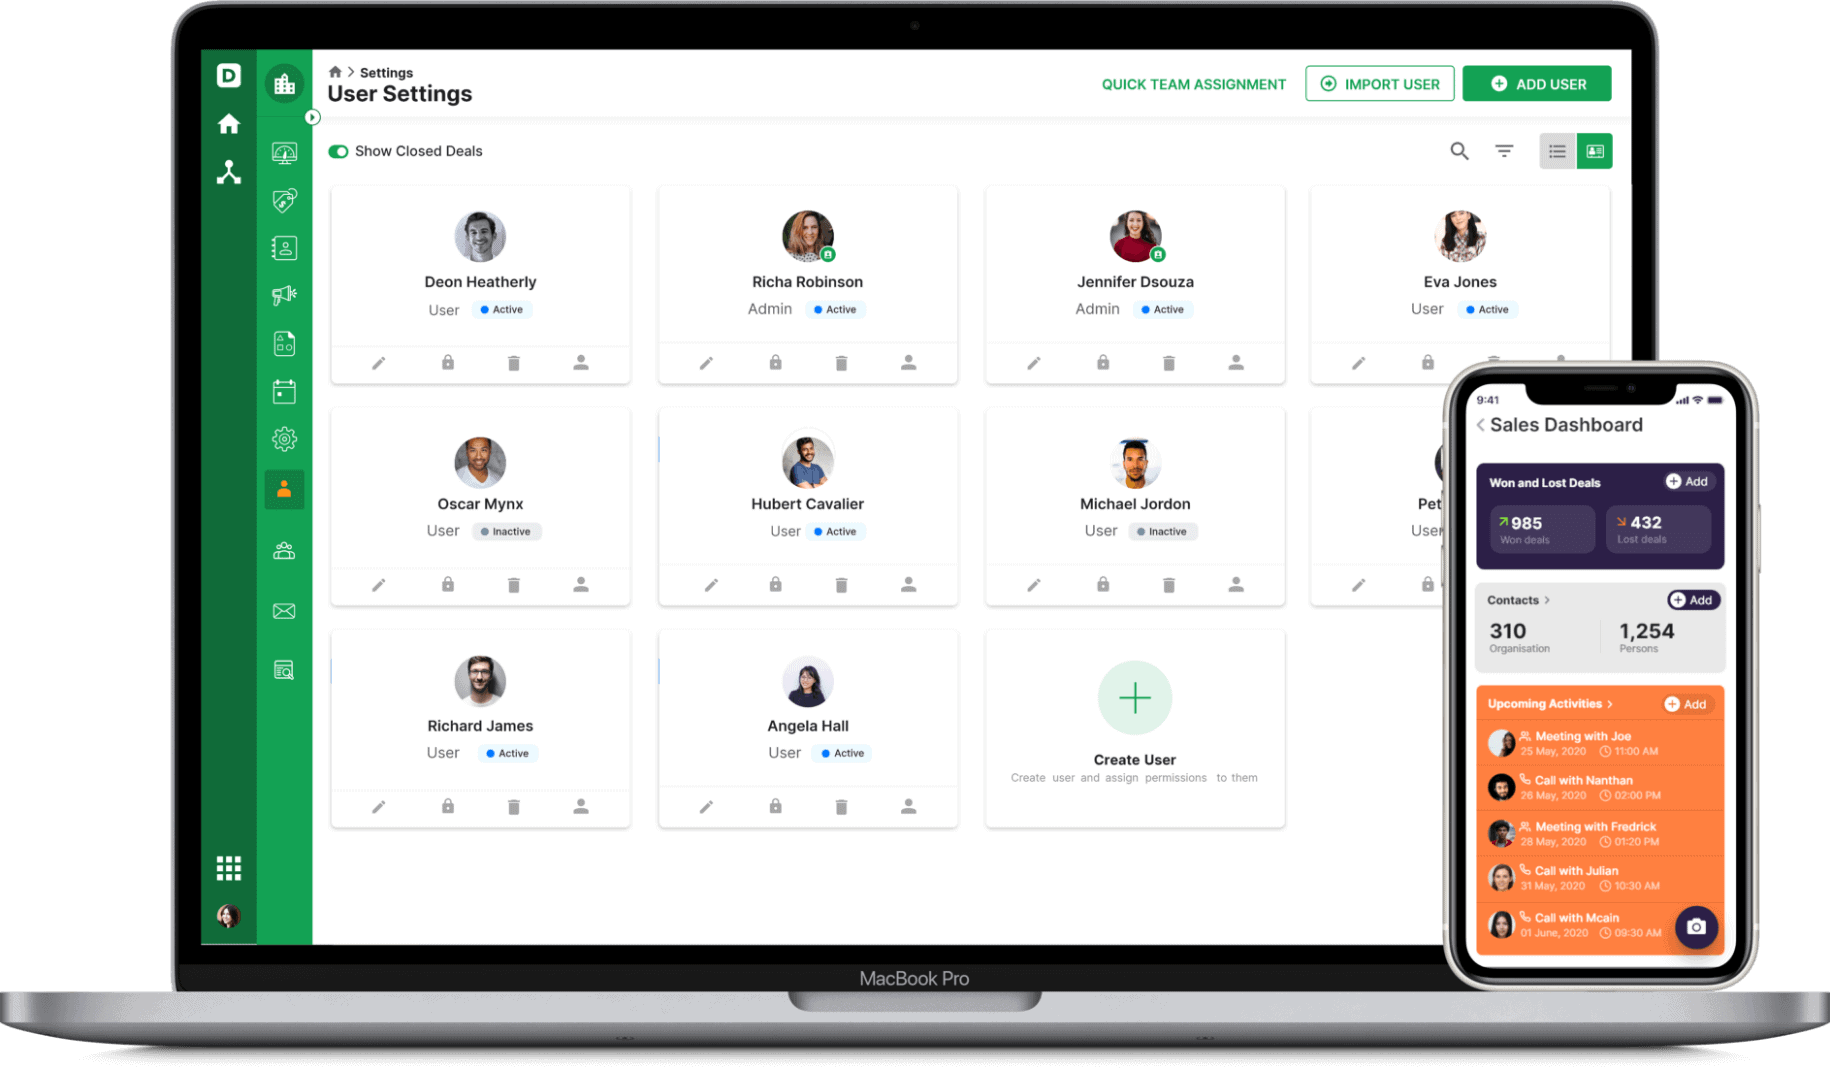 D
Settings
User Settings
QUICK TEAM ASSIGNMENT
IMPORT USER
ADD USER
Show Closed Deals
Deon Heatherly
User Active
Richa Robinson
Admin Active
Jennifer Dsouza
Admin Active
Eva Jones
User Active
Oscar Mynx
User Inactive
Hubert Cavalier
User Active
Michael Jordon
User Inactive
Pet
User
Richard James
User Active
Angela Hall
User Active
Create User
Create user and assign permissions to them
MacBook Pro
9:41
Sales Dashboard
Won and Lost Deals
Add
985
Won deals
432
Lost deals
Contacts
Add
310
Organisation
1,254
Persons
Upcoming Activities
Add
Meeting with Joe
25 May, 2020 11:00 AM
Call with Nanthan
26 May, 2020 02:00 PM
Meeting with Fredrick
28 May, 2020 01:20 PM
Call with Julian
31 May, 2020 10:30 AM
Call with Mcain
01 June, 2020 09:30 AM